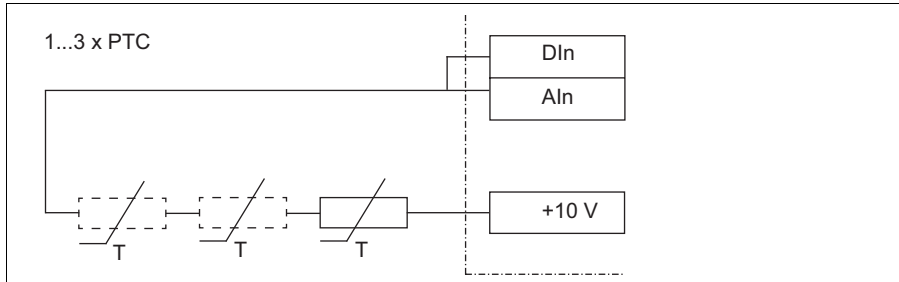 1...3 x PTC
DIn
AIn
+10 V
T
T
T